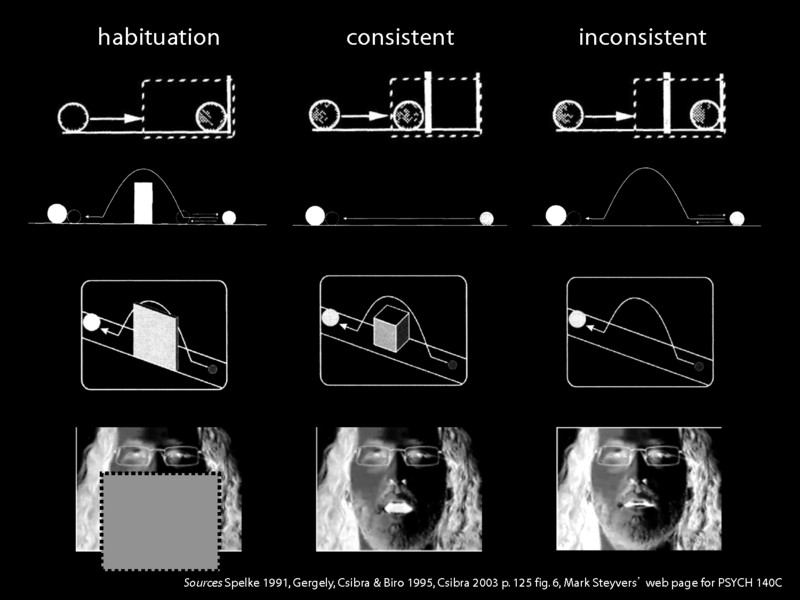 habituation consistent inconsistent
Sources Spelke 1991, Gergely, Csibra & Biro 1995, Csibra 2003 p. 125 fig. 6, Mark Steyvers' web page for PSYCH 140C